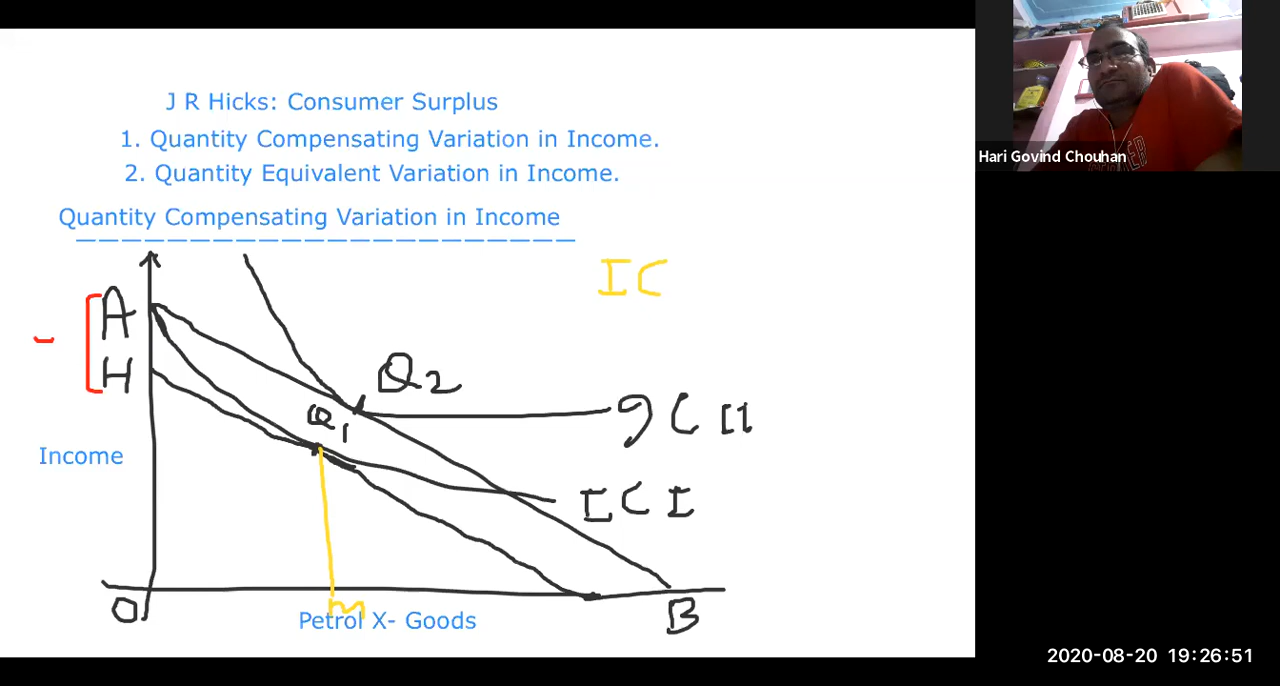 J R Hicks: Consumer Surplus
1. Quantity Compensating Variation in Income.
2. Quantity Equivalent Variation in Income.
Quantity Compensating Variation in Income
IC
A
H
Q2
Q1
IC II
IC I
Income
O
M
B
Petrol X- Goods
Hari Govind Chouhan
2020-08-20 19:26:51